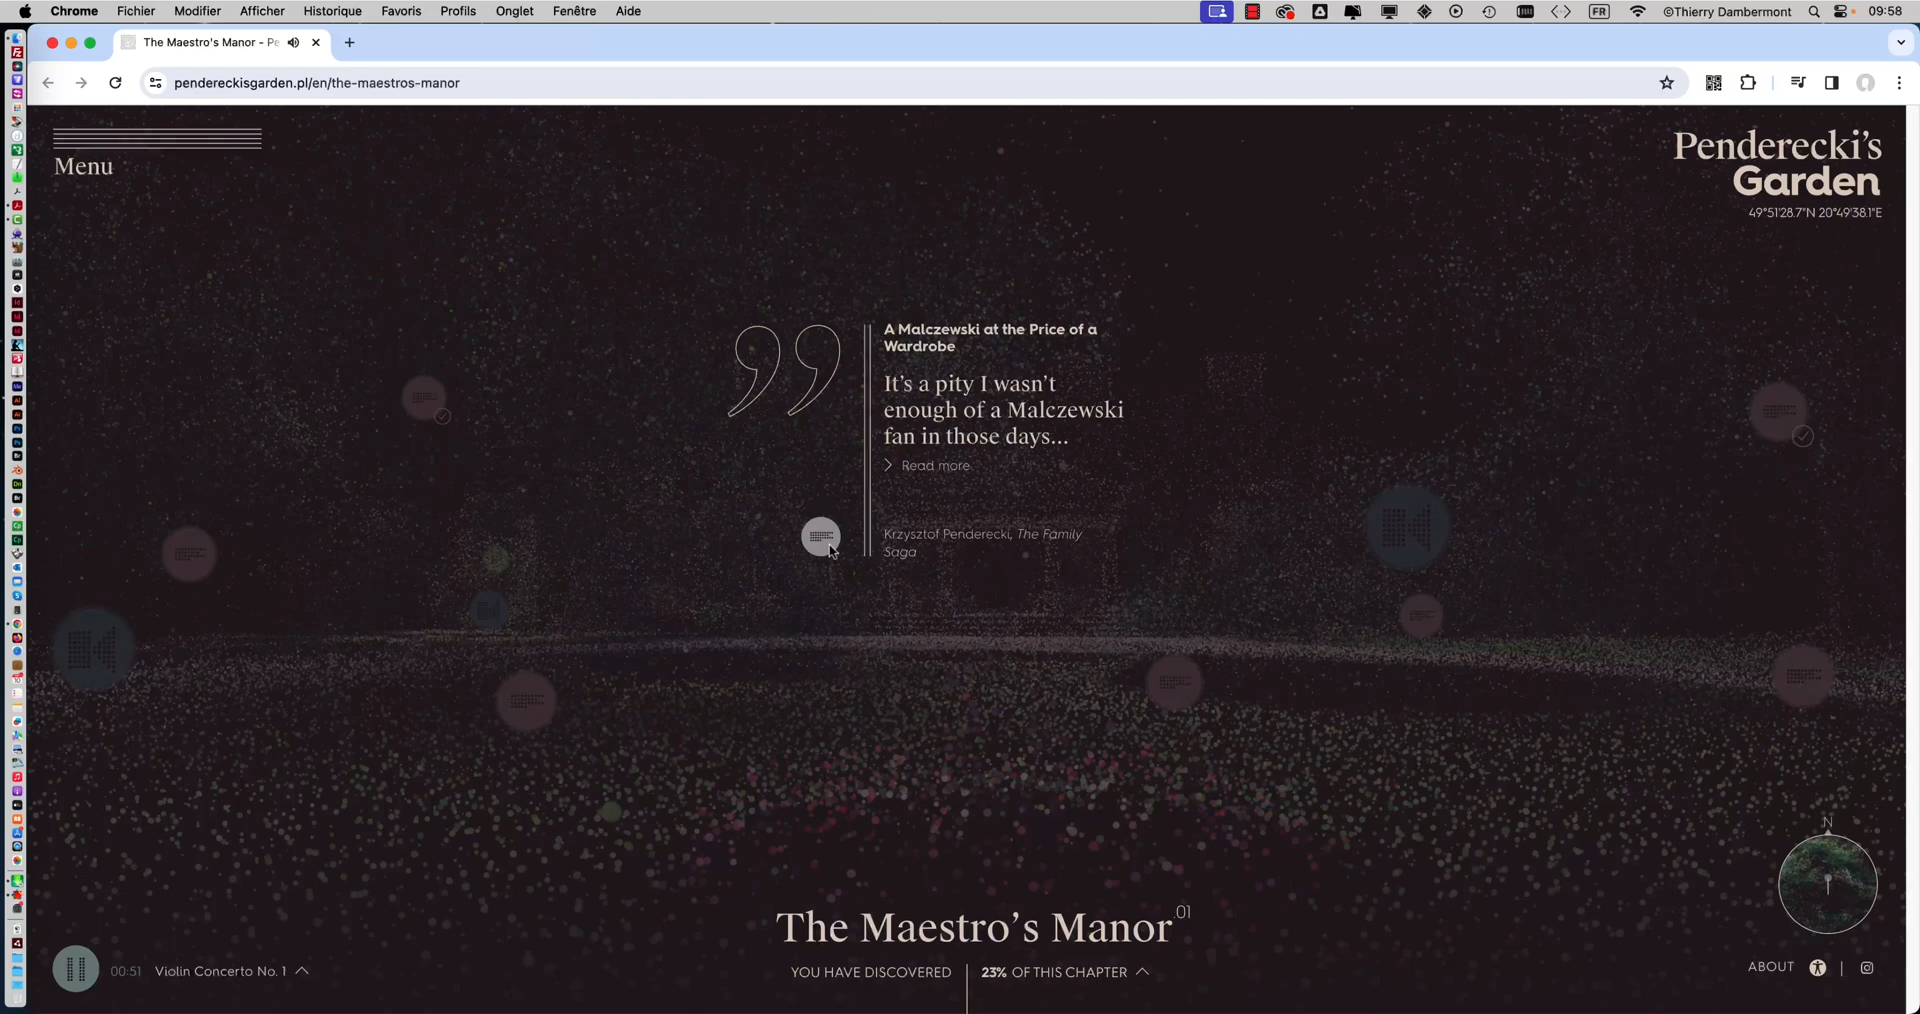 Chrome Fichier Modifier Afficher Historique Favoris Profils Onglet Fenêtre Aide FR ©Thierry Dambermont 09:58
The Maestro's Manor - Pe
pendereckisgarden.pl/en/the-maestros-manor
Menu
Penderecki's
Garden
49°51'28.7"N 20°49'38.1"E
A Malczewski at the Price of a
Wardrobe
It's a pity I wasn't
enough of a Malczewski
fan in those days...
Read more
Krzysztof Penderecki, The Family
Saga
N
The Maestro's Manor .01
YOU HAVE DISCOVERED 23% OF THIS CHAPTER
00:51 Violin Concerto No. 1
ABOUT